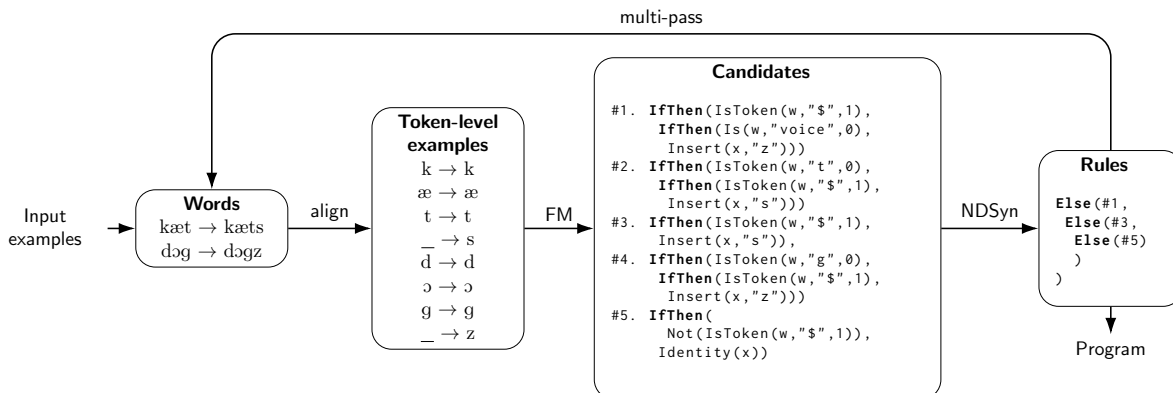 multi-pass
Input
examples
Words
kæt → kæts
dɔg → dɔgz
align
Token-level
examples
k → k
æ → æ
t → t
_ → s
d → d
ɔ → ɔ
g → g
_ → z
FM
Candidates
#1. IfThen(IsToken(w,"$",1),
IfThen(Is(w,"voice",0),
Insert(x,"z")))
#2. IfThen(IsToken(w,"t",0),
IfThen(IsToken(w,"$",1),
Insert(x,"s")))
#3. IfThen(IsToken(w,"$",1),
Insert(x,"s")),
#4. IfThen(IsToken(w,"g",0),
IfThen(IsToken(w,"$",1),
Insert(x,"z")))
#5. IfThen(
Not(IsToken(w,"$",1)),
Identity(x))
NDSyn
Rules
Else(#1,
Else(#3,
Else(#5)
)
)
Program